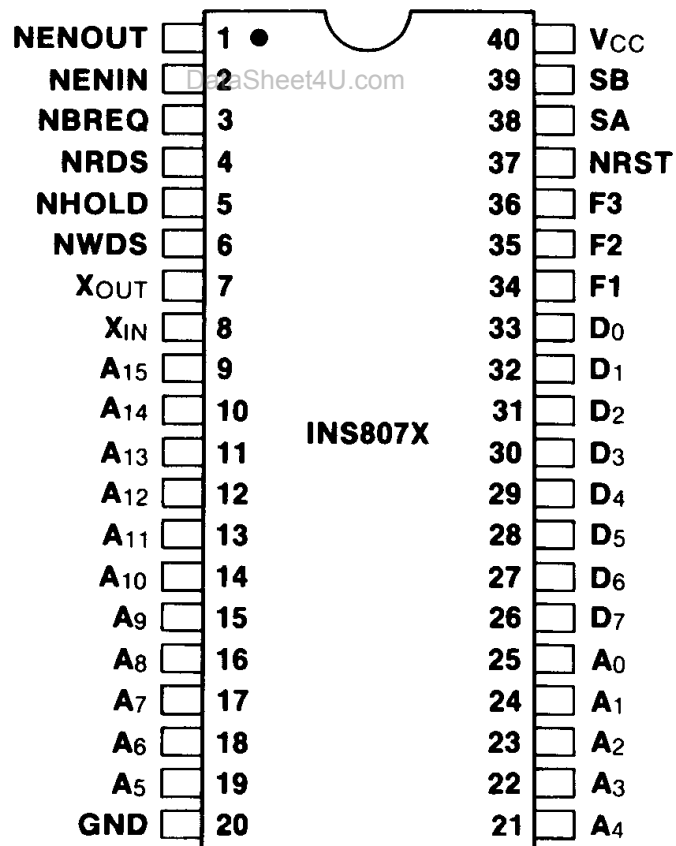 NENOUT 1 40 VCC
NENIN 2 39 SB
DataSheet4U.com
NBREQ 3 38 SA
NRDS 4 37 NRST
NHOLD 5 36 F3
NWDS 6 35 F2
XOUT 7 34 F1
XIN 8 33 D0
A15 9 32 D1
A14 10 31 D2
INS807X
A13 11 30 D3
A12 12 29 D4
A11 13 28 D5
A10 14 27 D6
A9 15 26 D7
A8 16 25 A0
A7 17 24 A1
A6 18 23 A2
A5 19 22 A3
GND 20 21 A4